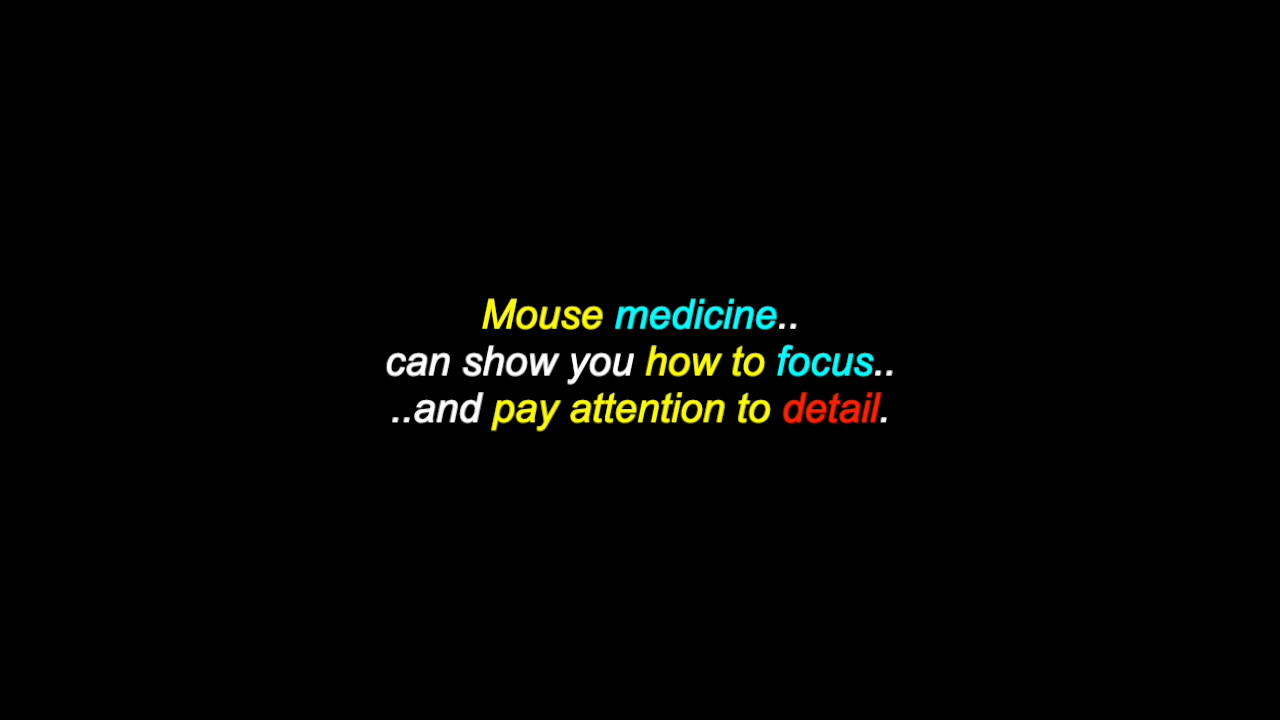 Mouse medicine..
can show you how to focus..
..and pay attention to detail.